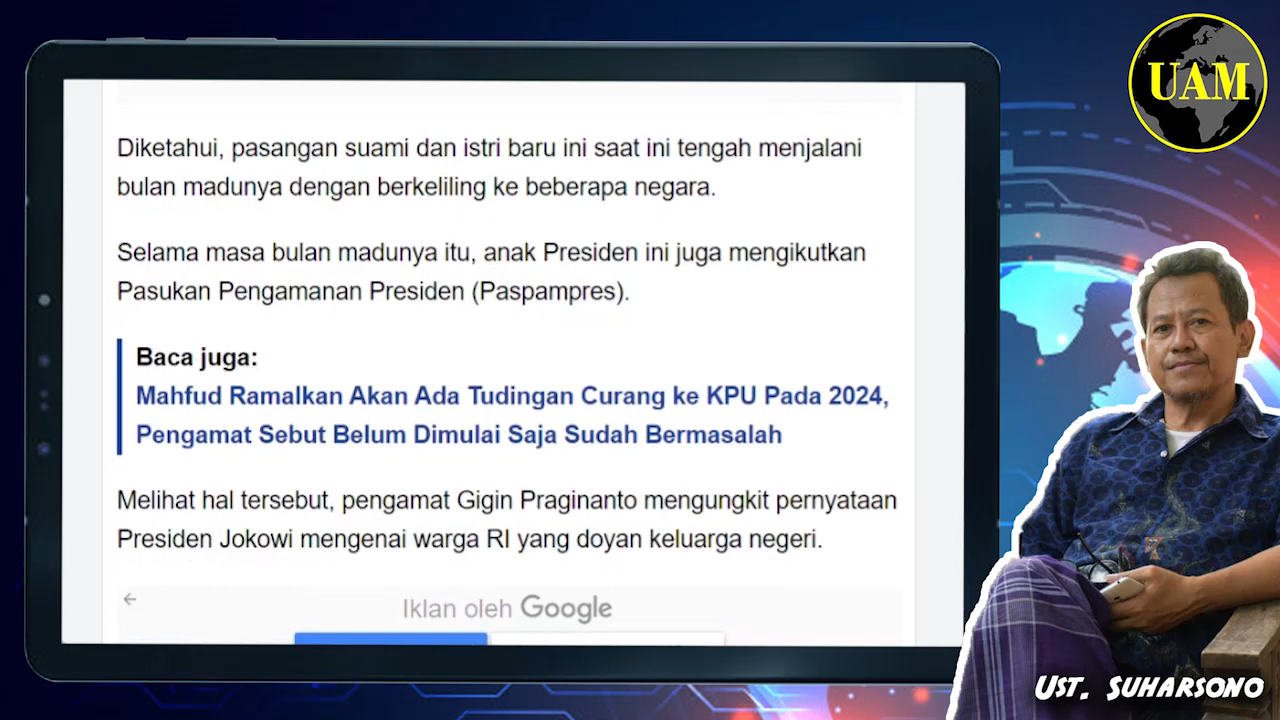 UAM
Diketahui, pasangan suami dan istri baru ini saat ini tengah menjalani
bulan madunya dengan berkeliling ke beberapa negara.
Selama masa bulan madunya itu, anak Presiden ini juga mengikutkan
Pasukan Pengamanan Presiden (Paspampres).
Baca juga:
Mahfud Ramalkan Akan Ada Tudingan Curang ke KPU Pada 2024,
Pengamat Sebut Belum Dimulai Saja Sudah Bermasalah
Melihat hal tersebut, pengamat Gigin Praginanto mengungkit pernyataan
Presiden Jokowi mengenai warga RI yang doyan keluarga negeri.
Iklan oleh Google
Ust. Suharsono